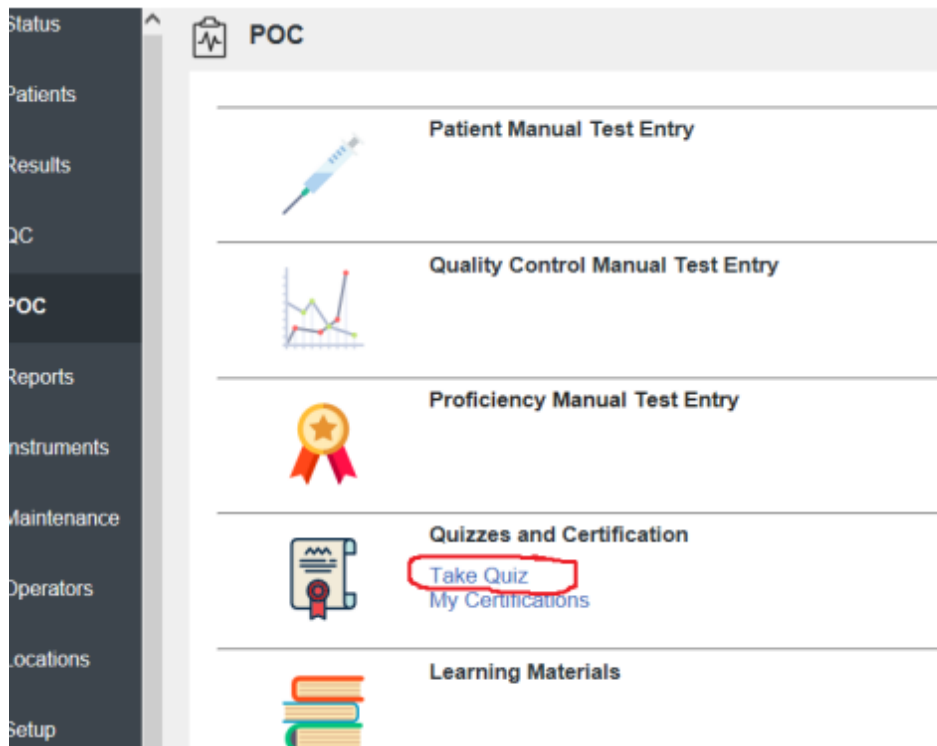 Status
Patients
Results
QC
POC
Reports
Instruments
Maintenance
Operators
Locations
Setup
POC
Patient Manual Test Entry
Quality Control Manual Test Entry
Proficiency Manual Test Entry
Quizzes and Certification
Take Quiz
My Certifications
Learning Materials